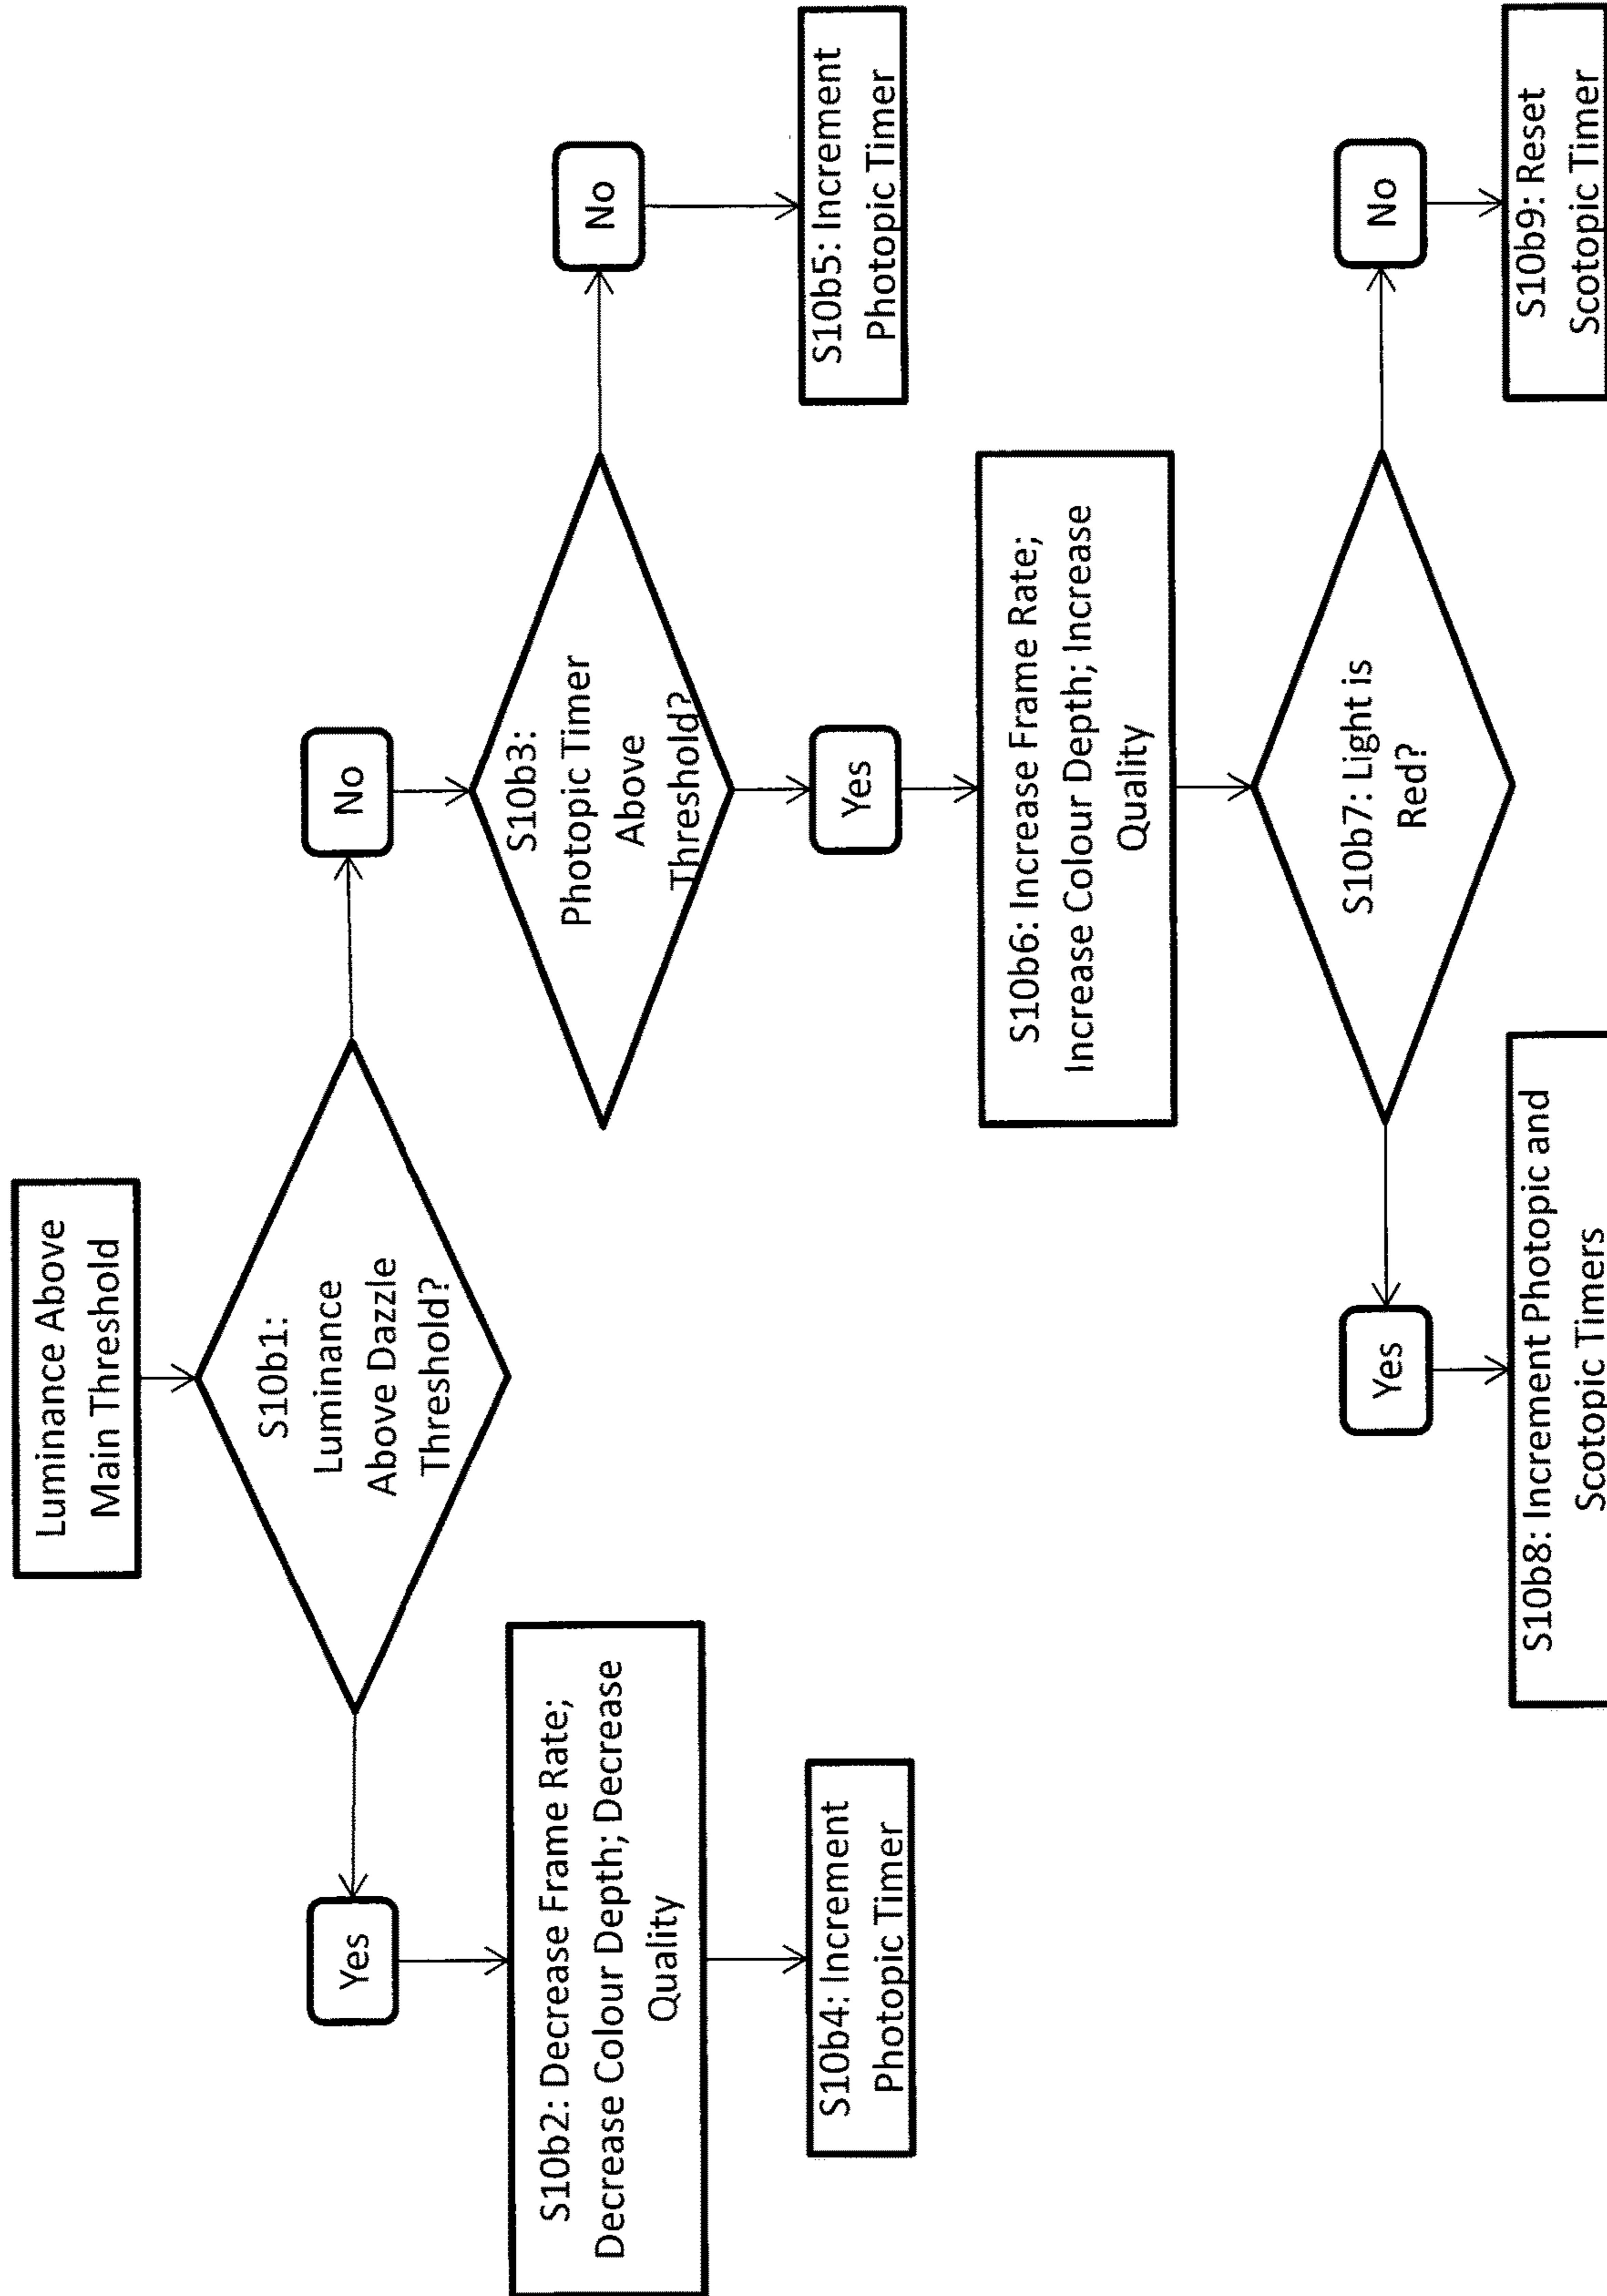 Luminance Above
Main Threshold
S10b1:
Luminance
Above Dazzle
Threshold?
Yes
No
S10b2: Decrease Frame Rate;
Decrease Colour Depth; Decrease
Quality
S10b3:
Photopic Timer
Above
Threshold?
No
S10b4: Increment
Photopic Timer
Yes
S10b5: Increment
Photopic Timer
S10b6: Increase Frame Rate;
Increase Colour Depth; Increase
Quality
S10b7: Light is
Red?
Yes
No
S10b8: Increment Photopic and
Scotopic Timers
S10b9: Reset
Scotopic Timer